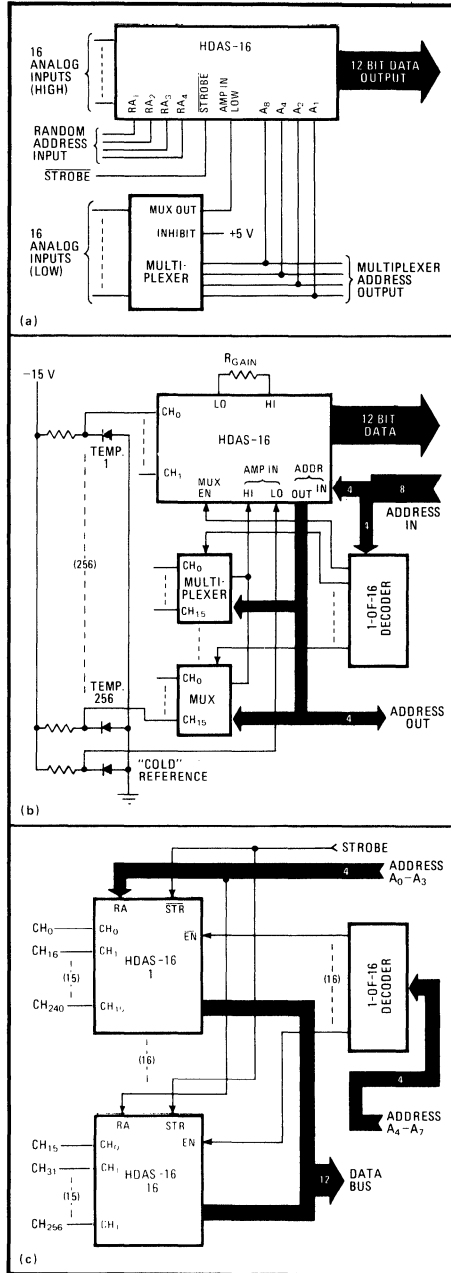 HDAS-16
16
ANALOG
INPUTS
(HIGH)
12 BIT DATA
OUTPUT
RA1
RA2
RA3
RA4
STROBE
AMP IN
LOW
A8
A4
A2
A1
RANDOM
ADDRESS
INPUT
STROBE
MUX OUT
INHIBIT
+5 V
MULTI-
PLEXER
16
ANALOG
INPUTS
(LOW)
MULTIPLEXER
ADDRESS
OUTPUT
(a)
−15 V
RGAIN
LO
HI
CH0
HDAS-16
12 BIT
DATA
TEMP.
1
CH1
MUX
EN
AMP IN
HI
LO
ADDR
OUT
IN
4
8
ADDRESS
IN
4
(256)
CH0
MULTI-
PLEXER
CH15
1-OF-16
DECODER
CH0
MUX
CH15
TEMP.
256
4
ADDRESS
OUT
"COLD"
REFERENCE
(b)
STROBE
4
ADDRESS
A0−A3
RA
STR
CH0
CH0
EN
CH16
CH1
HDAS-16
1
(15)
CH240
CH15
(16)
1-OF-16
DECODER
(16)
4
RA
STR
ADDRESS
A4−A7
EN
CH15
CH0
CH31
CH1
HDAS-16
16
(15)
12
DATA
BUS
CH256
CH1
(c)